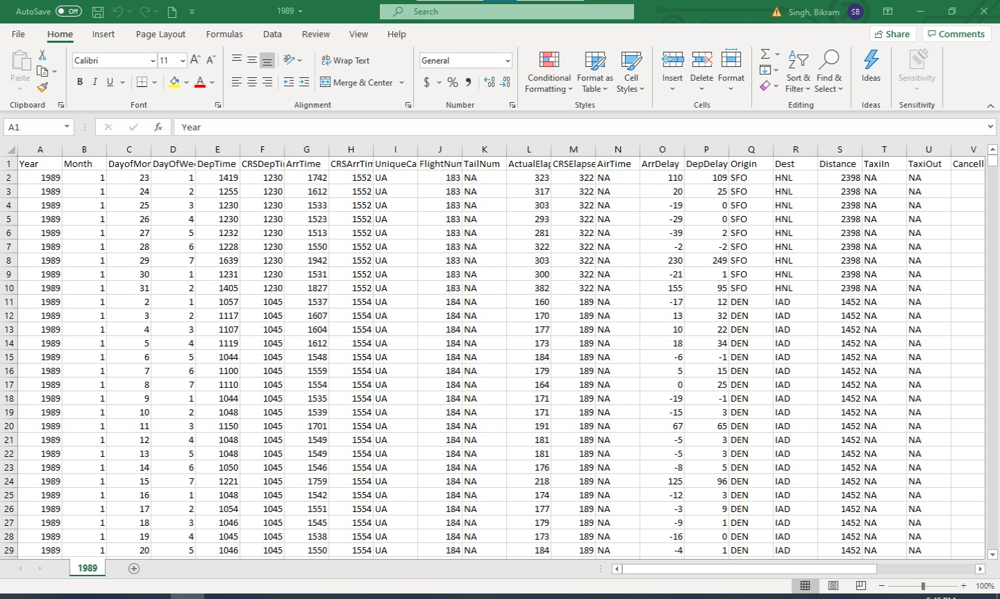 AutoSave Off 1989 Search Singh, Bikram SB
File Home Insert Page Layout Formulas Data Review View Help Share Comments
Paste Calibri 11 Wrap Text General Conditional Formatting Format as Table Cell Styles Insert Delete Format Sort & Filter Find & Select Ideas Sensitivity
B I U A Merge & Center $ % ,
Clipboard Font Alignment Number Styles Cells Editing Ideas Sensitivity
A1 fx Year
A B C D E F G H I J K L M N O P Q R S T U V
1 Year Month DayofMor DayOfWee DepTime CRSDepTi ArrTime CRSArrTim UniqueCa FlightNum TailNum ActualElap CRSElapse AirTime ArrDelay DepDelay Origin Dest Distance TaxiIn TaxiOut Cancell
2 1989 1 23 1 1419 1230 1742 1552 UA 183 NA 323 322 NA 110 109 SFO HNL 2398 NA NA
3 1989 1 24 2 1255 1230 1612 1552 UA 183 NA 317 322 NA 20 25 SFO HNL 2398 NA NA
4 1989 1 25 3 1230 1230 1533 1552 UA 183 NA 303 322 NA -19 0 SFO HNL 2398 NA NA
5 1989 1 26 4 1230 1230 1523 1552 UA 183 NA 293 322 NA -29 0 SFO HNL 2398 NA NA
6 1989 1 27 5 1232 1230 1513 1552 UA 183 NA 281 322 NA -39 2 SFO HNL 2398 NA NA
7 1989 1 28 6 1228 1230 1550 1552 UA 183 NA 322 322 NA -2 -2 SFO HNL 2398 NA NA
8 1989 1 29 7 1639 1230 1942 1552 UA 183 NA 303 322 NA 230 249 SFO HNL 2398 NA NA
9 1989 1 30 1 1231 1230 1531 1552 UA 183 NA 300 322 NA -21 1 SFO HNL 2398 NA NA
10 1989 1 31 2 1405 1230 1827 1552 UA 183 NA 382 322 NA 155 95 SFO HNL 2398 NA NA
11 1989 1 2 1 1057 1045 1537 1554 UA 184 NA 160 189 NA -17 12 DEN IAD 1452 NA NA
12 1989 1 3 2 1117 1045 1607 1554 UA 184 NA 170 189 NA 13 32 DEN IAD 1452 NA NA
13 1989 1 4 3 1107 1045 1604 1554 UA 184 NA 177 189 NA 10 22 DEN IAD 1452 NA NA
14 1989 1 5 4 1119 1045 1612 1554 UA 184 NA 173 189 NA 18 34 DEN IAD 1452 NA NA
15 1989 1 6 5 1044 1045 1548 1554 UA 184 NA 184 189 NA -6 -1 DEN IAD 1452 NA NA
16 1989 1 7 6 1100 1045 1559 1554 UA 184 NA 179 189 NA 5 15 DEN IAD 1452 NA NA
17 1989 1 8 7 1110 1045 1554 1554 UA 184 NA 164 189 NA 0 25 DEN IAD 1452 NA NA
18 1989 1 9 1 1044 1045 1535 1554 UA 184 NA 171 189 NA -19 -1 DEN IAD 1452 NA NA
19 1989 1 10 2 1048 1045 1539 1554 UA 184 NA 171 189 NA -15 3 DEN IAD 1452 NA NA
20 1989 1 11 3 1150 1045 1701 1554 UA 184 NA 191 189 NA 67 65 DEN IAD 1452 NA NA
21 1989 1 12 4 1048 1045 1549 1554 UA 184 NA 181 189 NA -5 3 DEN IAD 1452 NA NA
22 1989 1 13 5 1048 1045 1549 1554 UA 184 NA 181 189 NA -5 3 DEN IAD 1452 NA NA
23 1989 1 14 6 1050 1045 1546 1554 UA 184 NA 176 189 NA -8 5 DEN IAD 1452 NA NA
24 1989 1 15 7 1221 1045 1759 1554 UA 184 NA 218 189 NA 125 96 DEN IAD 1452 NA NA
25 1989 1 16 1 1048 1045 1542 1554 UA 184 NA 174 189 NA -12 3 DEN IAD 1452 NA NA
26 1989 1 17 2 1054 1045 1551 1554 UA 184 NA 177 189 NA -3 9 DEN IAD 1452 NA NA
27 1989 1 18 3 1046 1045 1545 1554 UA 184 NA 179 189 NA -9 1 DEN IAD 1452 NA NA
28 1989 1 19 4 1045 1045 1538 1554 UA 184 NA 173 189 NA -16 0 DEN IAD 1452 NA NA
29 1989 1 20 5 1046 1045 1550 1554 UA 184 NA 184 189 NA -4 1 DEN IAD 1452 NA NA
1989
100%